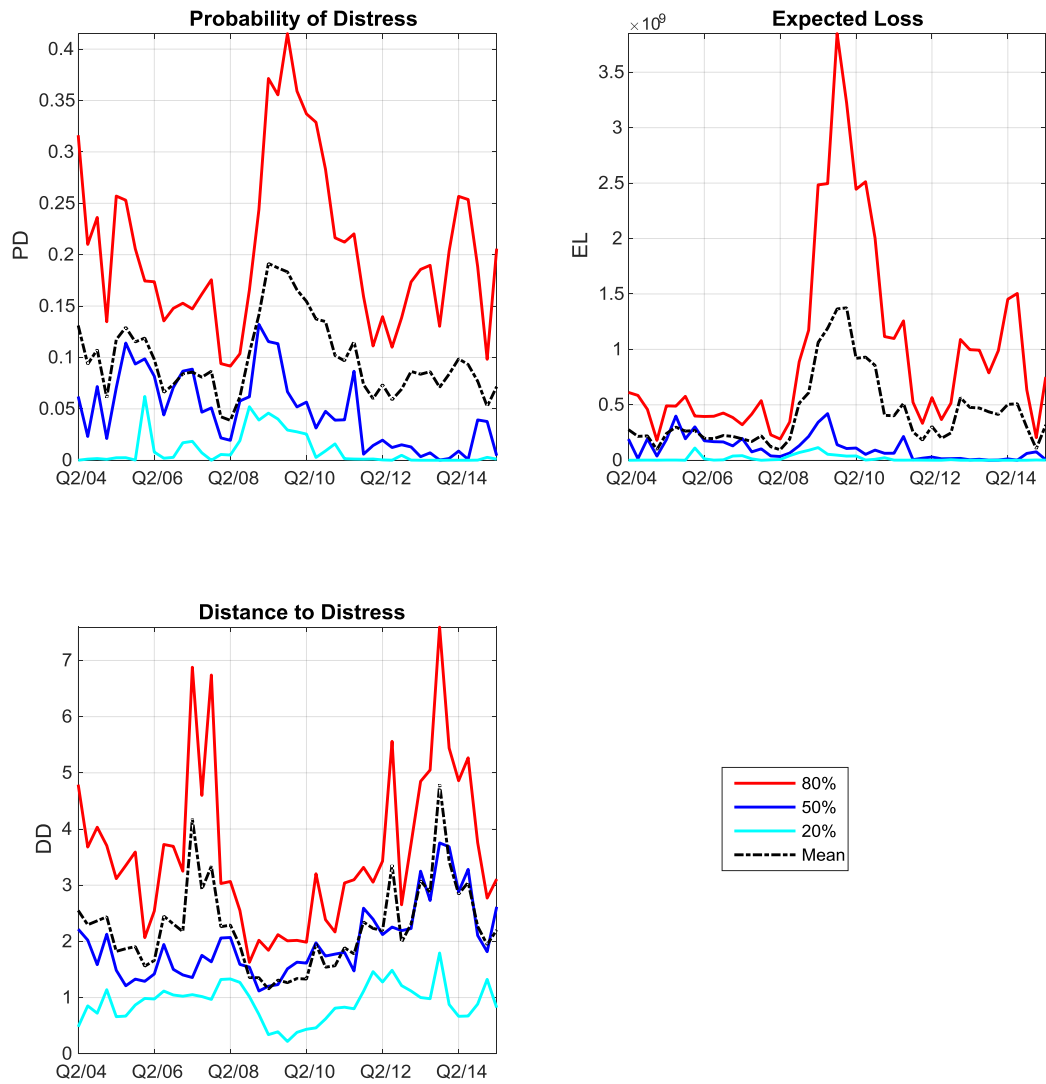 Probability of Distress
0.4
0.35
0.3
0.25
0.2
0.15
0.1
0.05
0
PD
Q2/04 Q2/06 Q2/08 Q2/10 Q2/12 Q2/14
Expected Loss
×10^9
3.5
3
2.5
2
1.5
1
0.5
0
EL
Q2/04 Q2/06 Q2/08 Q2/10 Q2/12 Q2/14
Distance to Distress
7
6
5
4
3
2
1
0
DD
Q2/04 Q2/06 Q2/08 Q2/10 Q2/12 Q2/14
80%
50%
20%
Mean